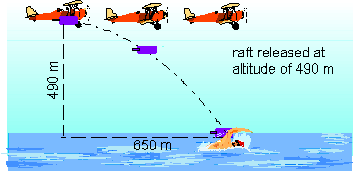 raft released at
altitude of 490 m
490 m
650 m